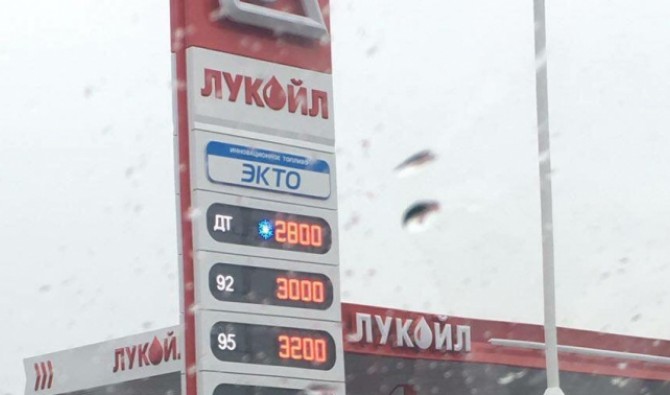 ЛУКОЙЛ
ИННОВАЦИОННОЕ ТОПЛИВО
ЭКТО
ДТ 2800
92 3000
95 3200
ЛУКОЙЛ
ЛУКОЙЛ